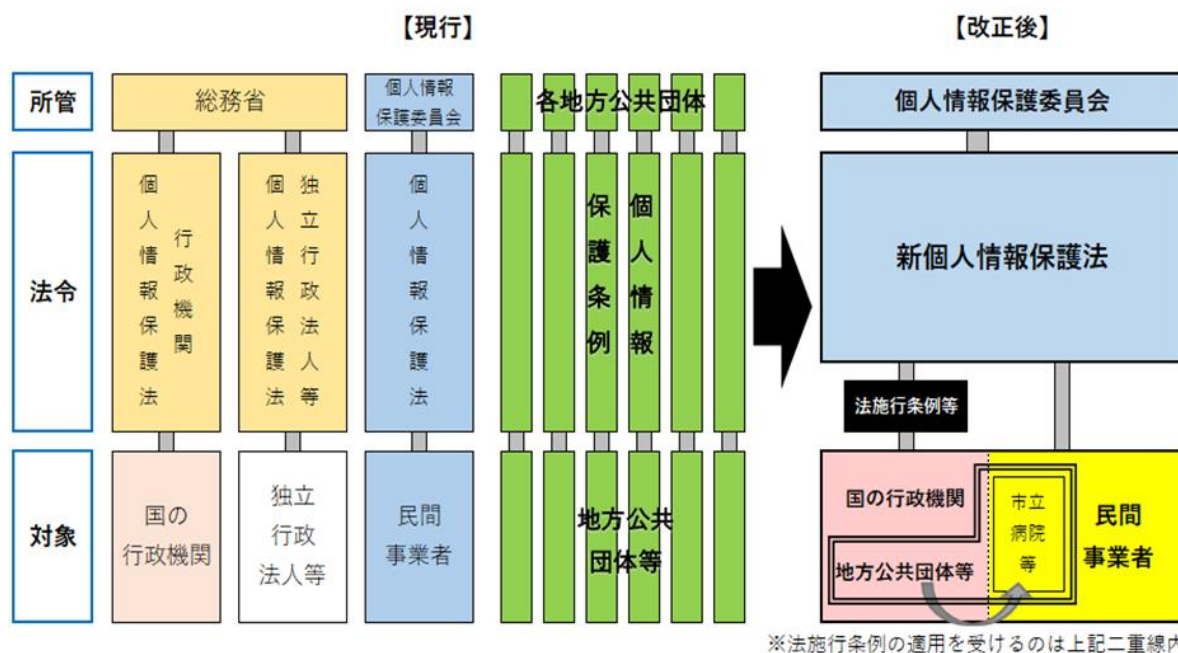 【現行】
【改正後】
所管
総務省
個人情報
保護委員会
各地方公共団体
個人情報保護委員会
法令
行政機関
個人情報保護法
独立行政法人等
個人情報保護法
個人情報保護法
個人情報
保護条例
新個人情報保護法
法施行条例等
対象
国の
行政機関
独立
行政
法人等
民間
事業者
地方公共
団体等
国の行政機関
地方公共団体等
市立
病院
等
民間
事業者
※法施行条例の適用を受けるのは上記二重線内